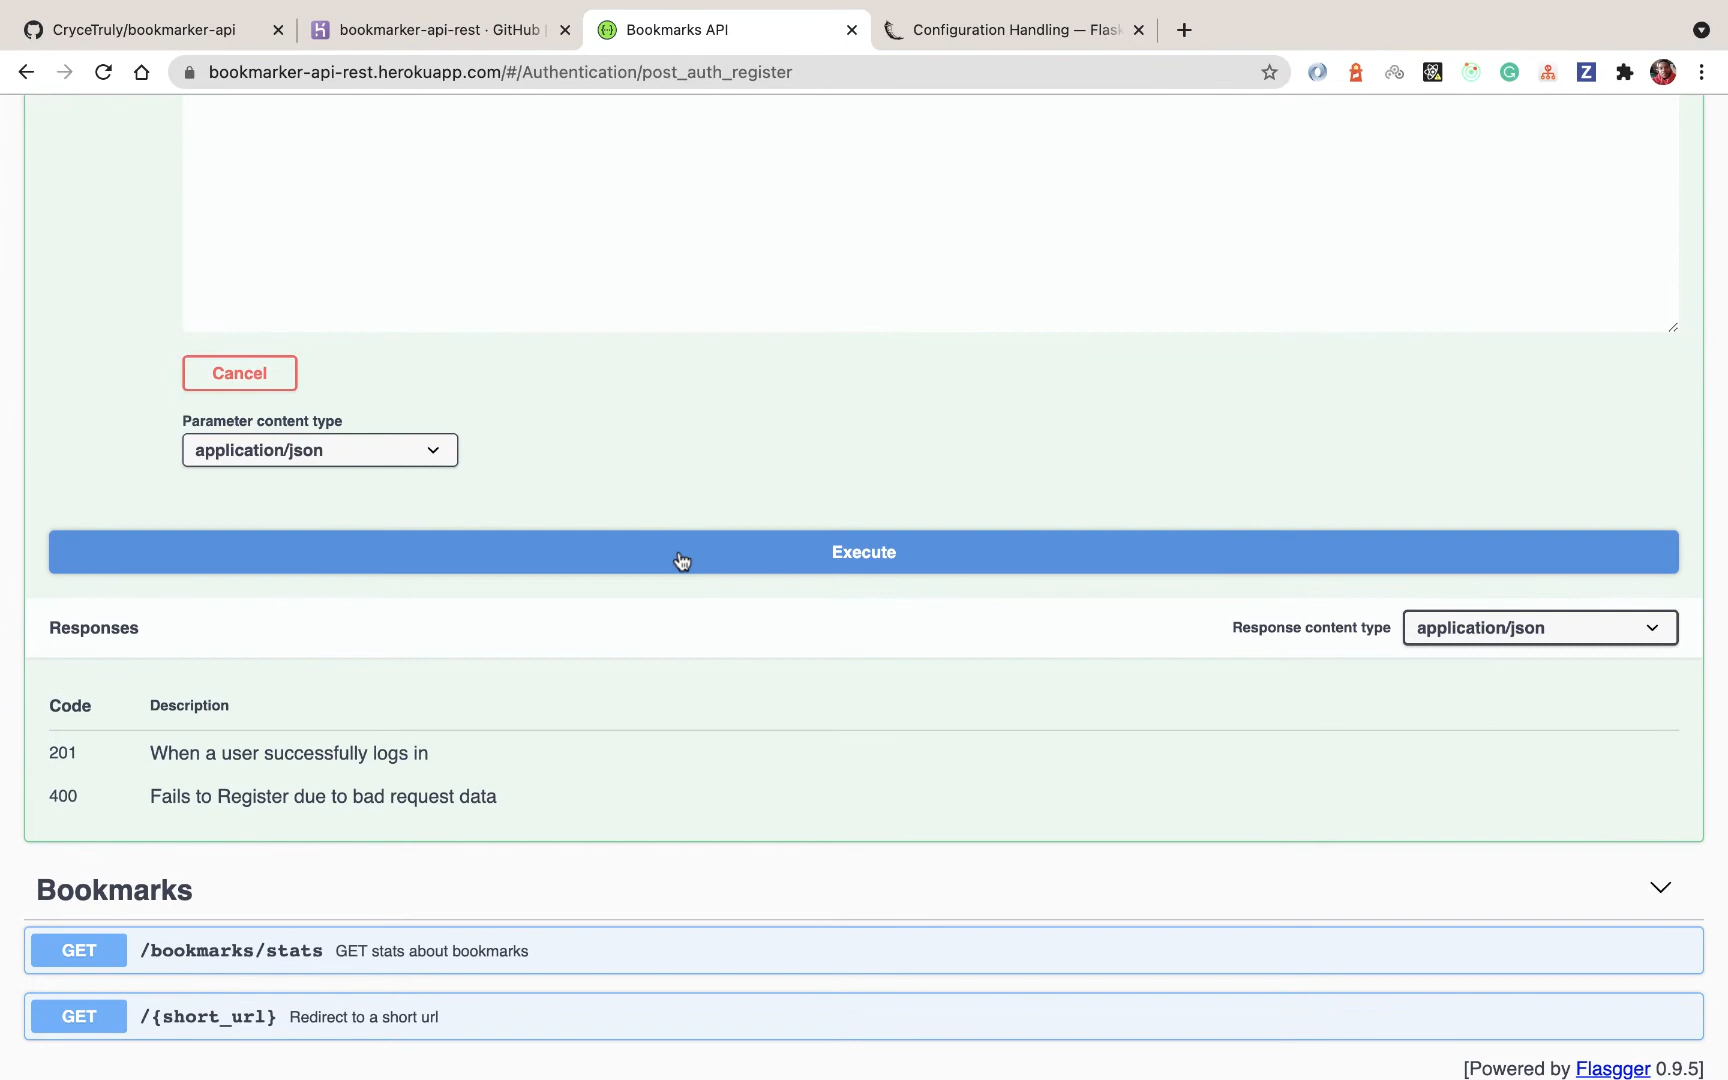 CryceTruly/bookmarker-api
bookmarker-api-rest · GitHub
Bookmarks API
Configuration Handling — Flask
bookmarker-api-rest.herokuapp.com/#/Authentication/post_auth_register
Cancel
Parameter content type
application/json
Execute
Responses
Response content type
application/json
Code
Description
201
When a user successfully logs in
400
Fails to Register due to bad request data
Bookmarks
GET /bookmarks/stats GET stats about bookmarks
GET /{short_url} Redirect to a short url
[Powered by Flasgger 0.9.5]